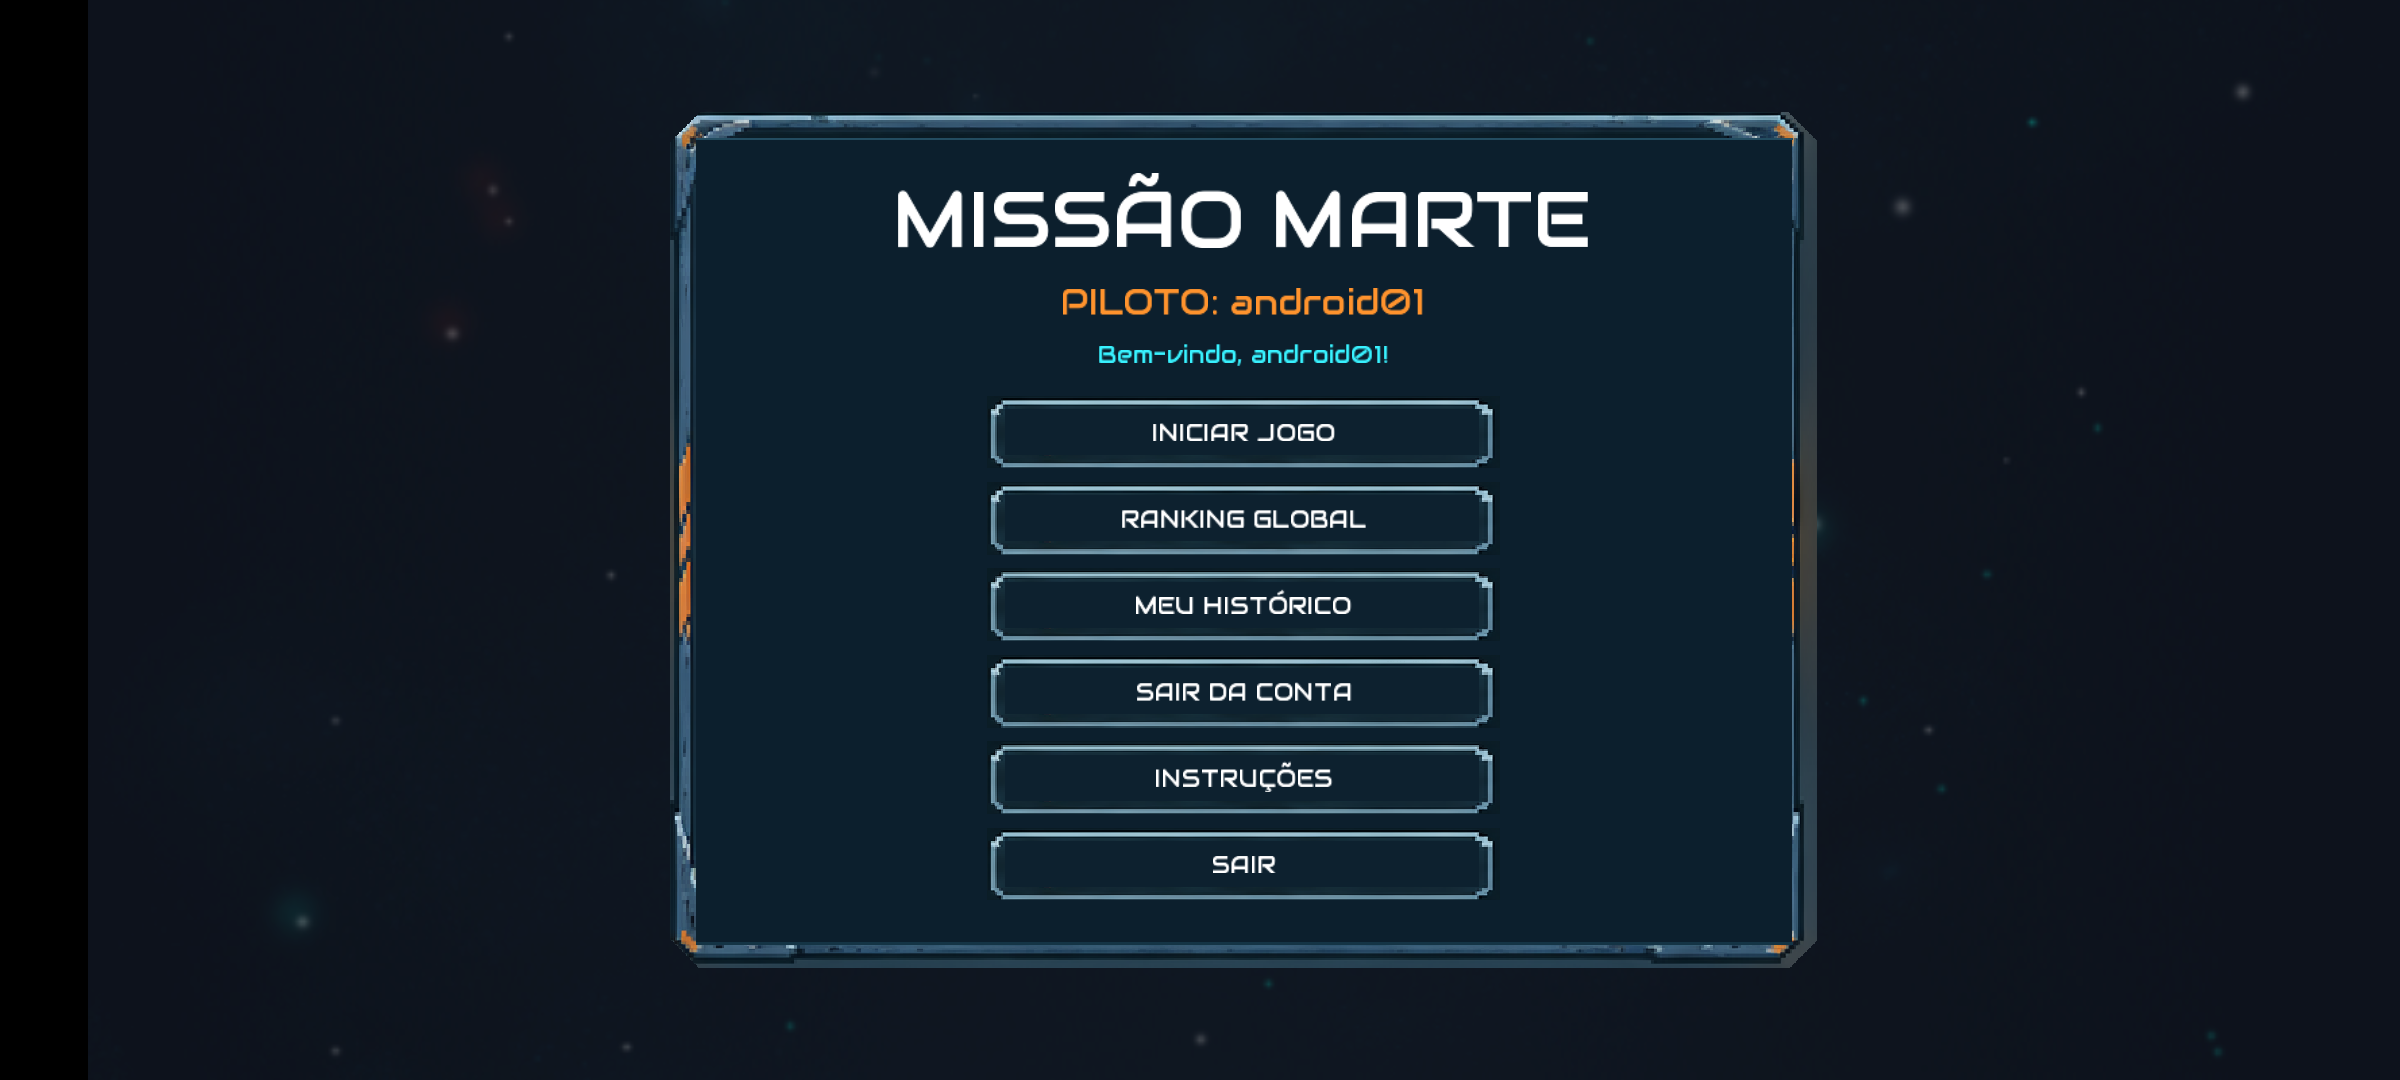 MISSÃO MARTE
PILOTO: android01
Bem-vindo, android01!
INICIAR JOGO
RANKING GLOBAL
MEU HISTÓRICO
SAIR DA CONTA
INSTRUÇÕES
SAIR